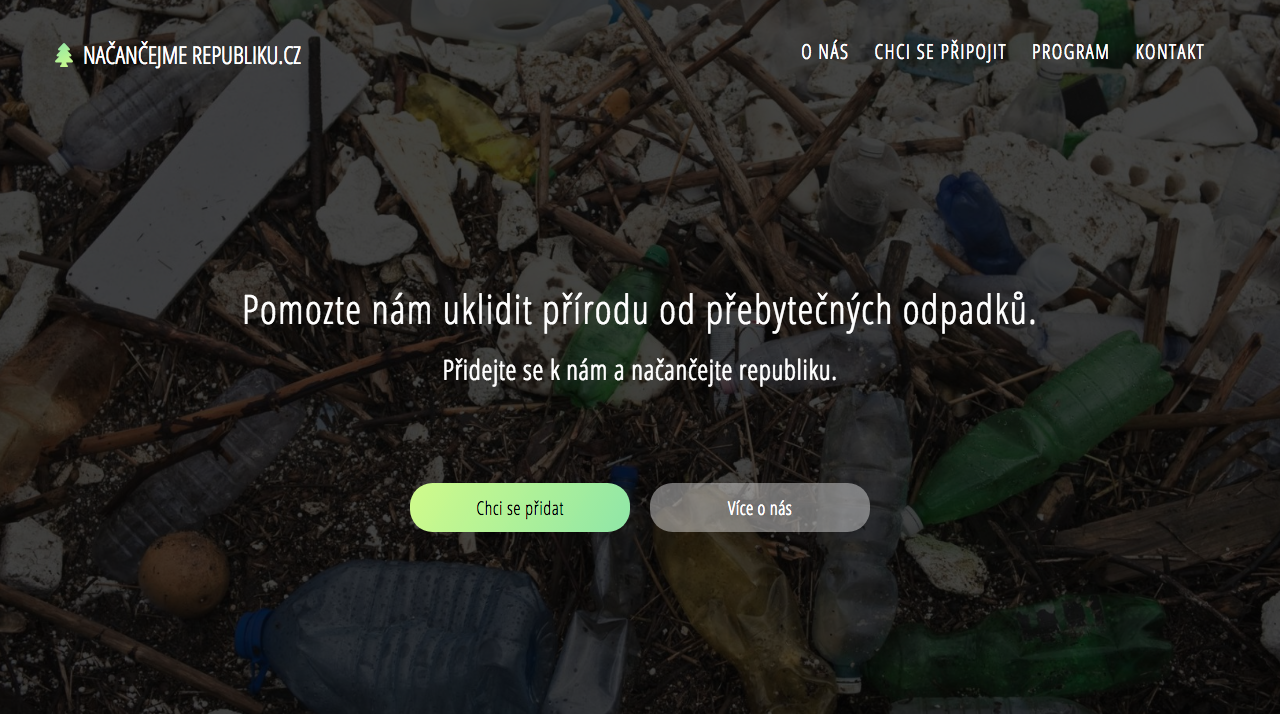 NAČANČEJME REPUBLIKU.CZ
O NÁS CHCI SE PŘIPOJIT PROGRAM KONTAKT
Pomozte nám uklidit přírodu od přebytečných odpadků.
Přidejte se k nám a načančejte republiku.
Chci se přidat Více o nás